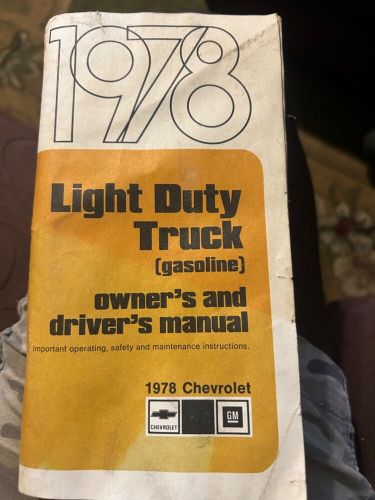 1978
Light Duty
Truck
(gasoline)
owner's and
driver's manual
Important operating, safety and maintenance instructions.
1978 Chevrolet
CHEVROLET
GM